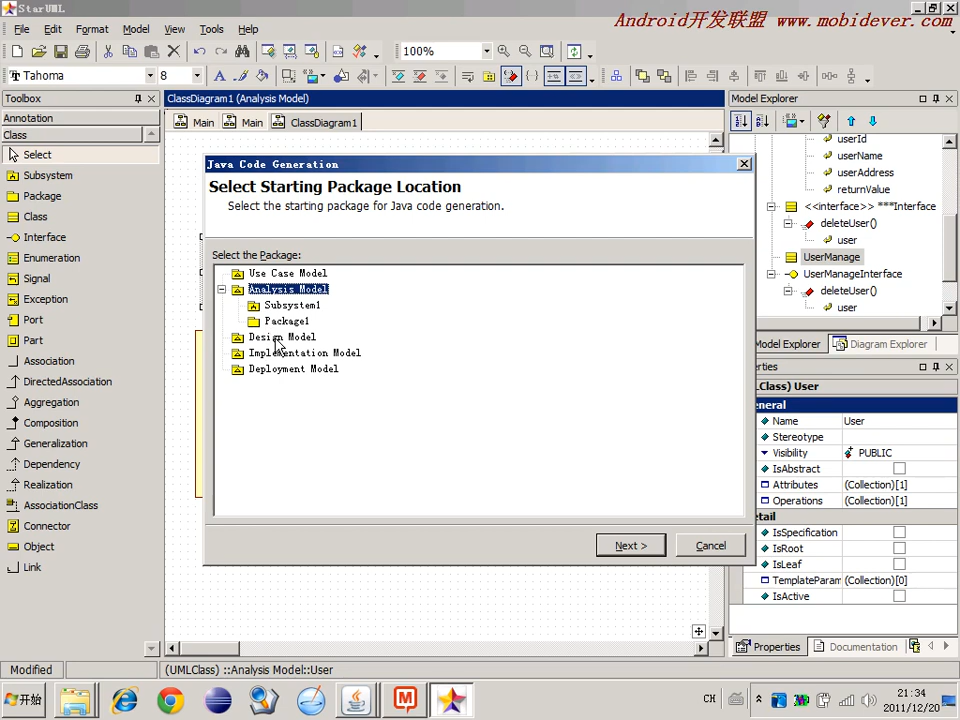 StarUML
Android开发联盟 www.mobidever.com
File Edit Format Model View Tools Help
100%
Tahoma 8
Toolbox
Annotation
Class
Select
Subsystem
Package
Class
Interface
Enumeration
Signal
Exception
Port
Part
Association
DirectedAssociation
Aggregation
Composition
Generalization
Dependency
Realization
AssociationClass
Connector
Object
Link
ClassDiagram1 (Analysis Model)
Main Main ClassDiagram1
Java Code Generation
Select Starting Package Location
Select the starting package for Java code generation.
Select the Package:
Use Case Model
Analysis Model
Subsystem1
Package1
Design Model
Implementation Model
Deployment Model
Next > Cancel
Model Explorer
userId
userName
userAddress
returnValue
<<interface>> ***Interface
deleteUser()
user
UserManage
UserManageInterface
deleteUser()
user
Model Explorer Diagram Explorer
erties
LClass) User
eneral
Name User
Stereotype
Visibility PUBLIC
IsAbstract
Attributes (Collection)[1]
Operations (Collection)[1]
etail
IsSpecification
IsRoot
IsLeaf
TemplateParam (Collection)[0]
IsActive
Properties Documentation
Modified (UMLClass) ::Analysis Model::User
开始
CH
21:34
2011/12/20